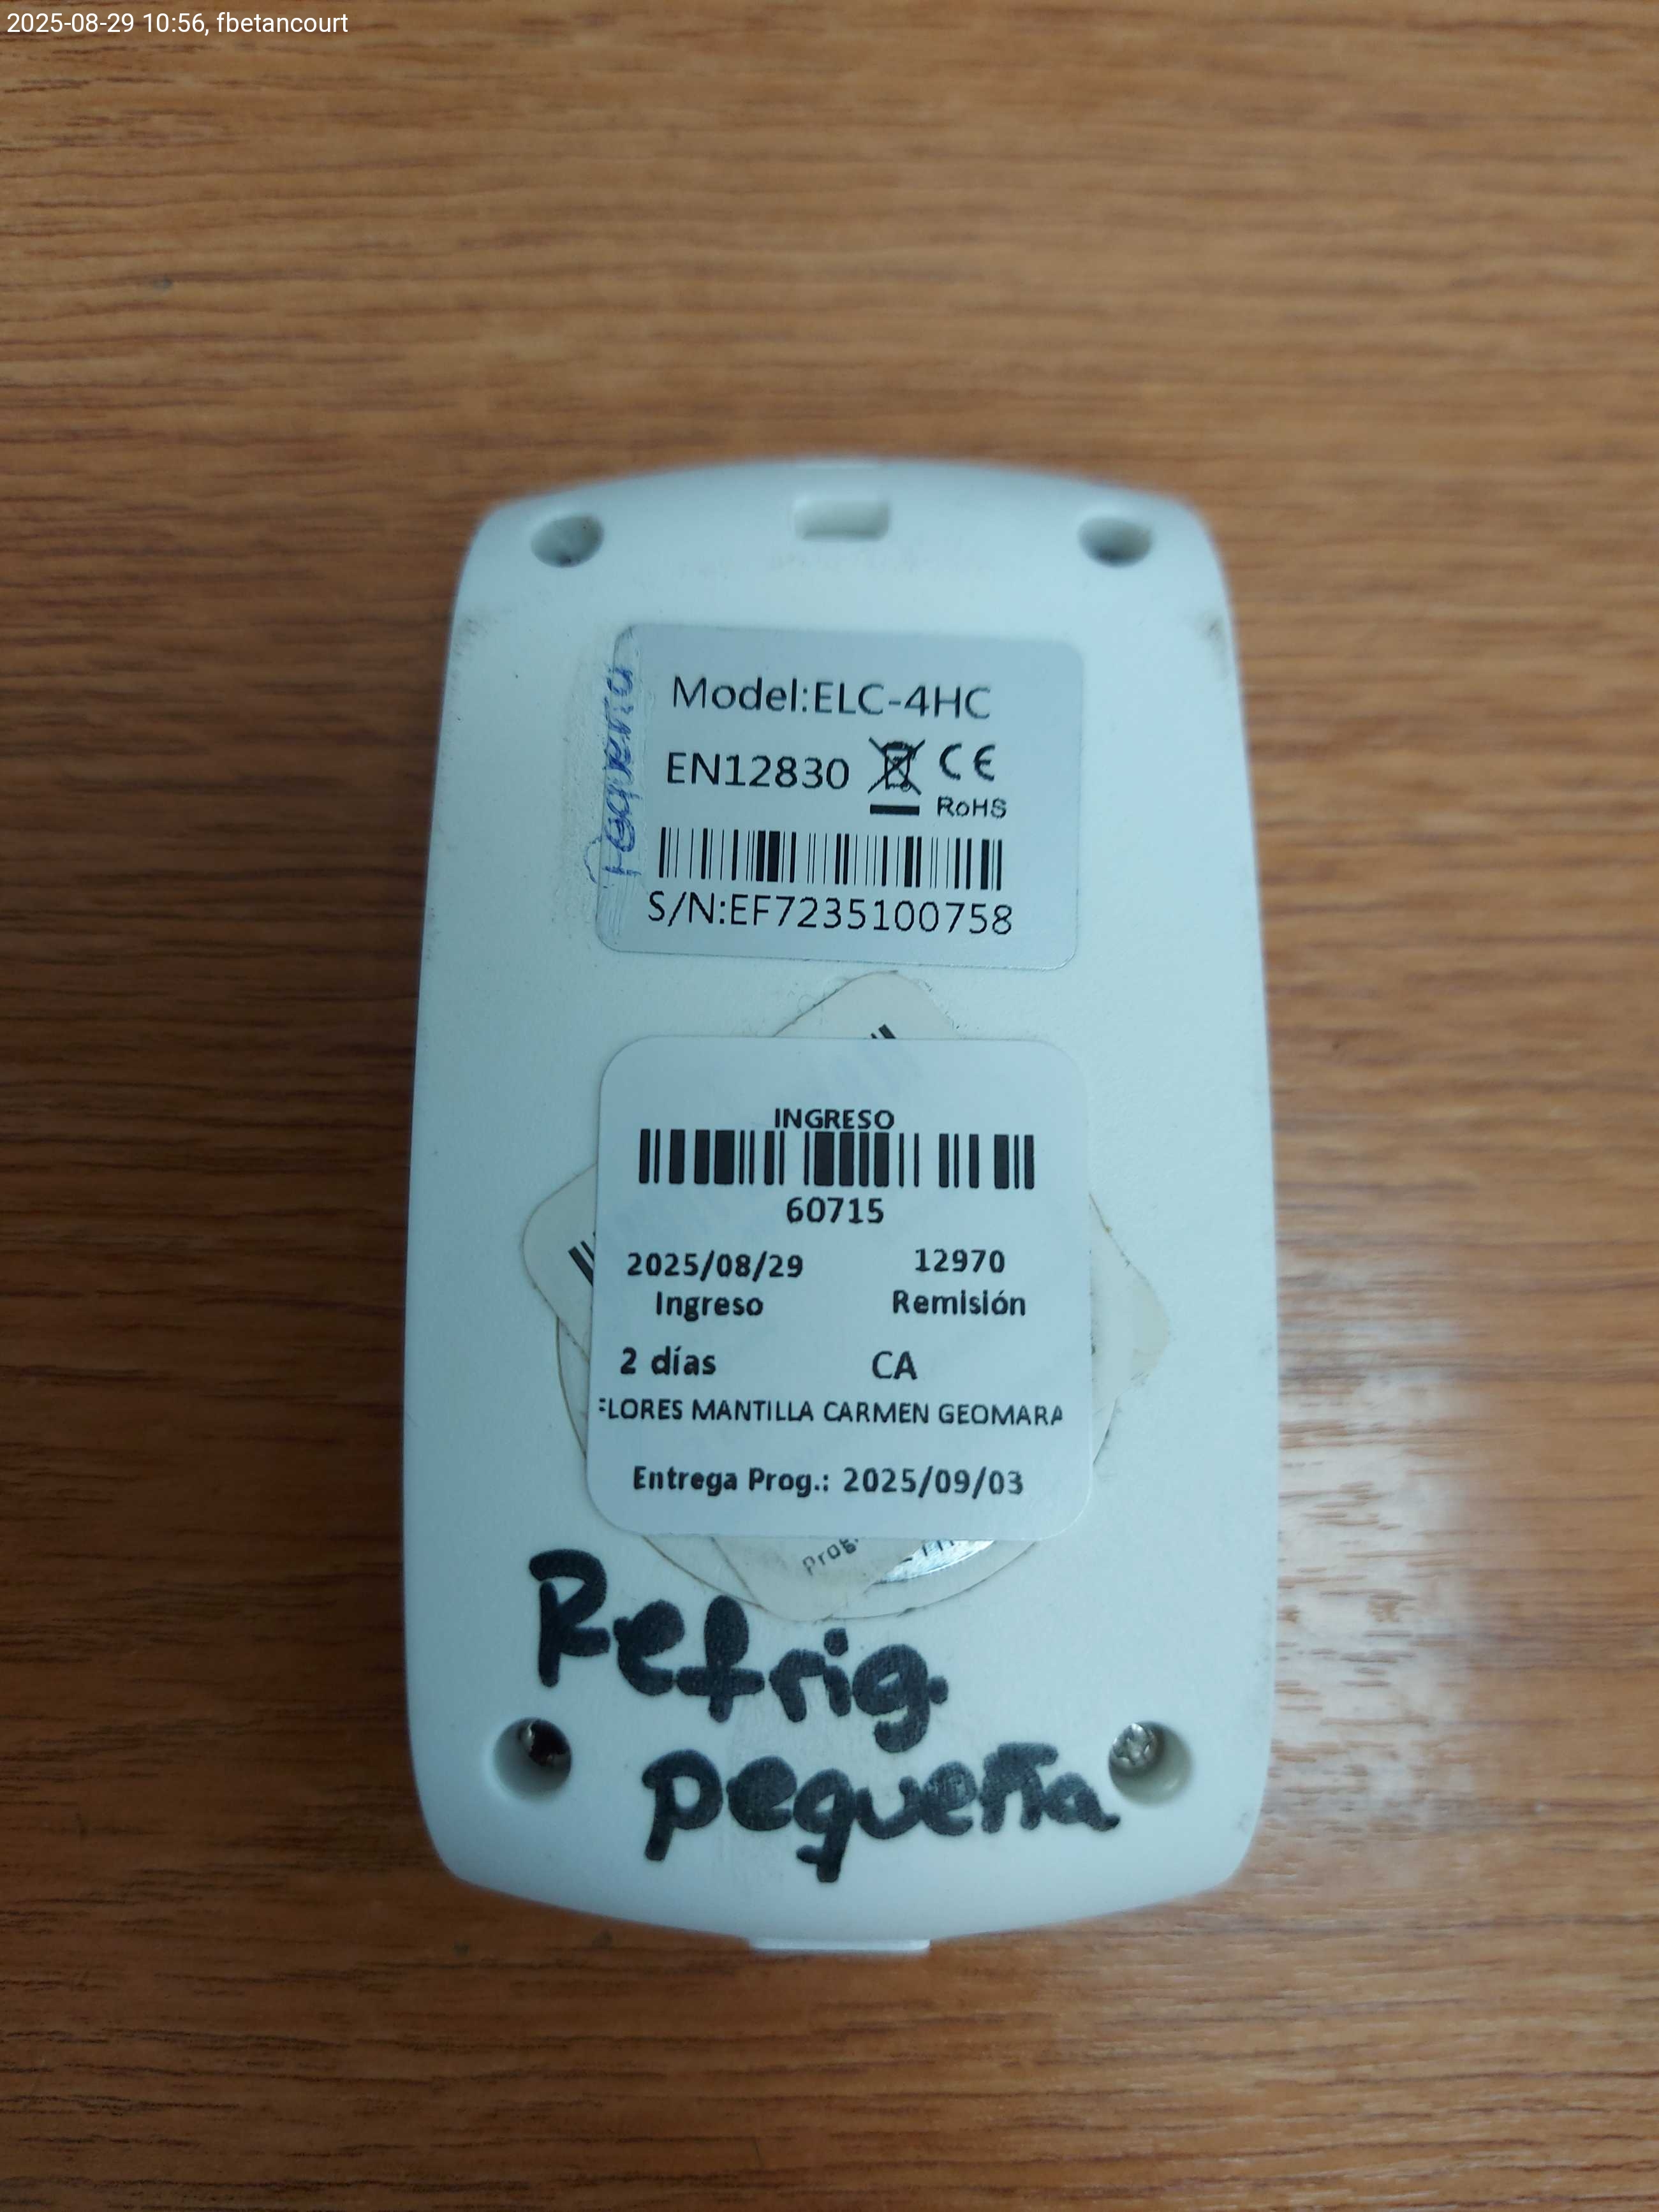 2025-08-29 10:56, fbetancourt
pequeña
Model:ELC-4HC
EN12830 CE
RoHS
S/N:EF7235100758
INGRESO
60715
2025/08/29 12970
Ingreso Remisión
2 días CA
FLORES MANTILLA CARMEN GEOMARA
Entrega Prog.: 2025/09/03
Prog.
Refrig.
pequeña